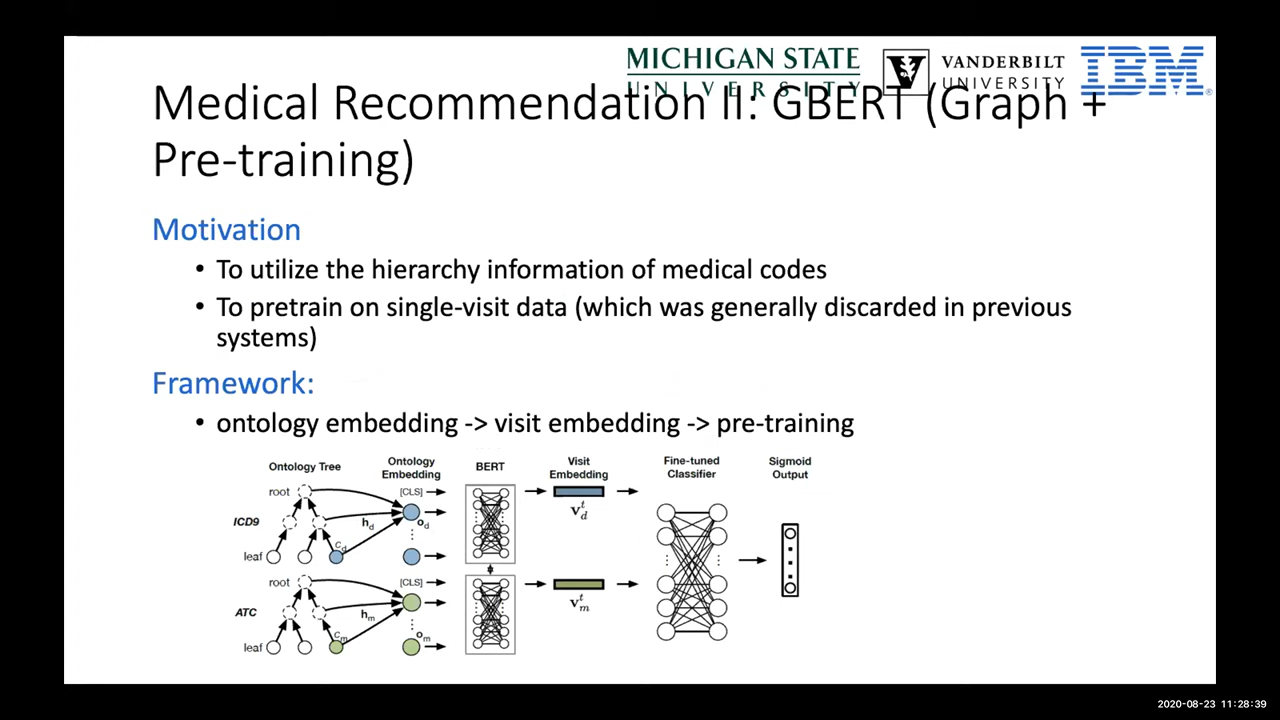 MICHIGAN STATE
UNIVERSITY
VANDERBILT
UNIVERSITY
IBM
Medical Recommendation II: GBERT (Graph +
Pre-training)
Motivation
• To utilize the hierarchy information of medical codes
• To pretrain on single-visit data (which was generally discarded in previous
systems)
Framework:
• ontology embedding -> visit embedding -> pre-training
Ontology Tree
Ontology
Embedding
BERT
Visit
Embedding
Fine-tuned
Classifier
Sigmoid
Output
root
[CLS]
ICD9
h_d
o_d
v_d^t
leaf
c_d
root
[CLS]
ATC
h_m
v_m^t
leaf
c_m
o_m
2020-08-23 11:28:39